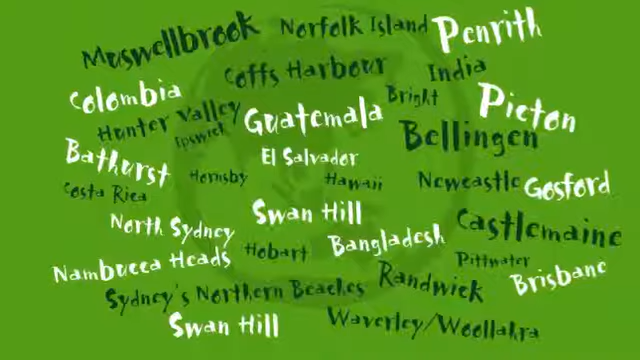 Muswellbrook Norfolk Island Penrith
Coffs Harbour India
Colombia Bright Picton
Hunter Valley Guatemala
Ipswich Bellingen
Bathurst El Salvador
Hornsby Hawaii Newcastle Gosford
Costa Rica
North Sydney Swan Hill Castlemaine
Hobart Bangladesh
Nambucca Heads Pittwater
Sydney's Northern Beaches Randwick Brisbane
Swan Hill Waverley/Woollahra